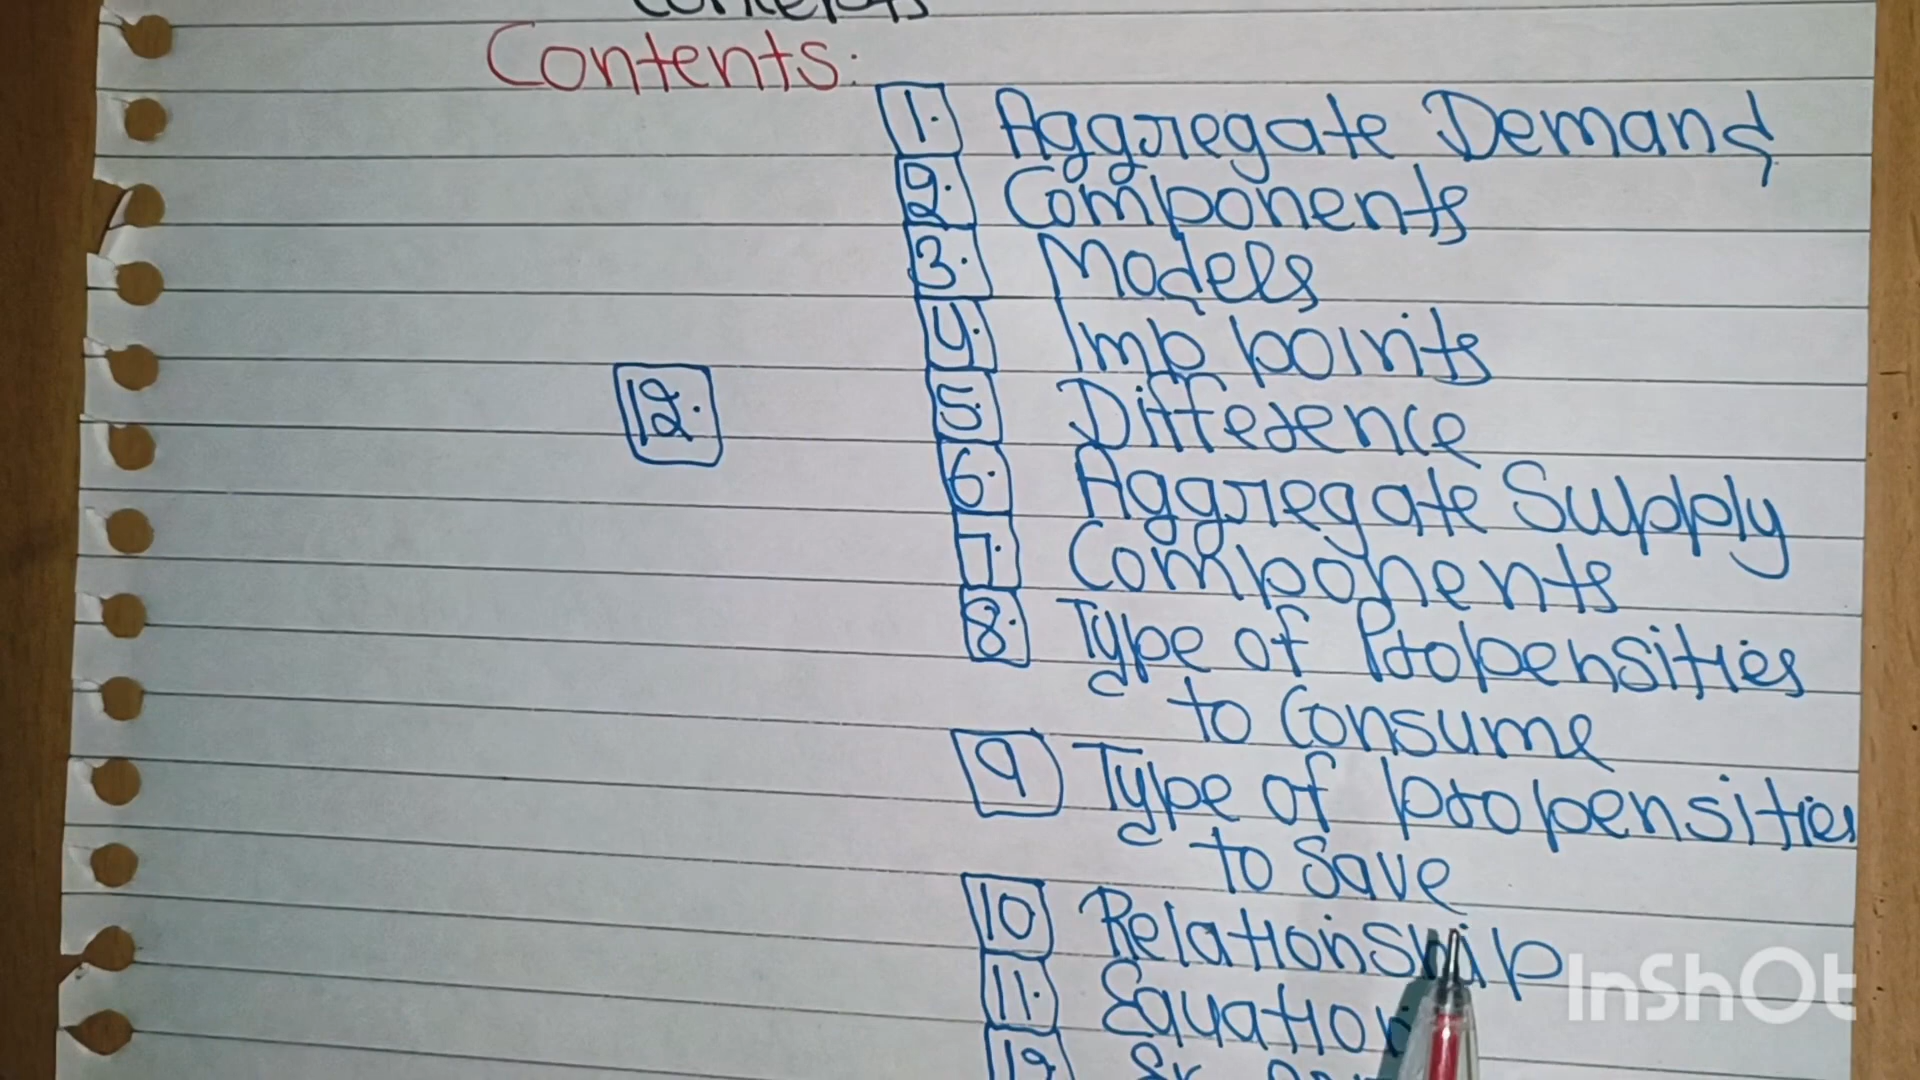 Contents:
1. Aggregate Demand
2. Components
3. Models
4. Imp points
12.
5. Difference
6. Aggregate Supply
7. Components
8. Type of Propensities
to Consume
9 Type of propensities
to save
10 Relationship
11. Equation
12
InShOt